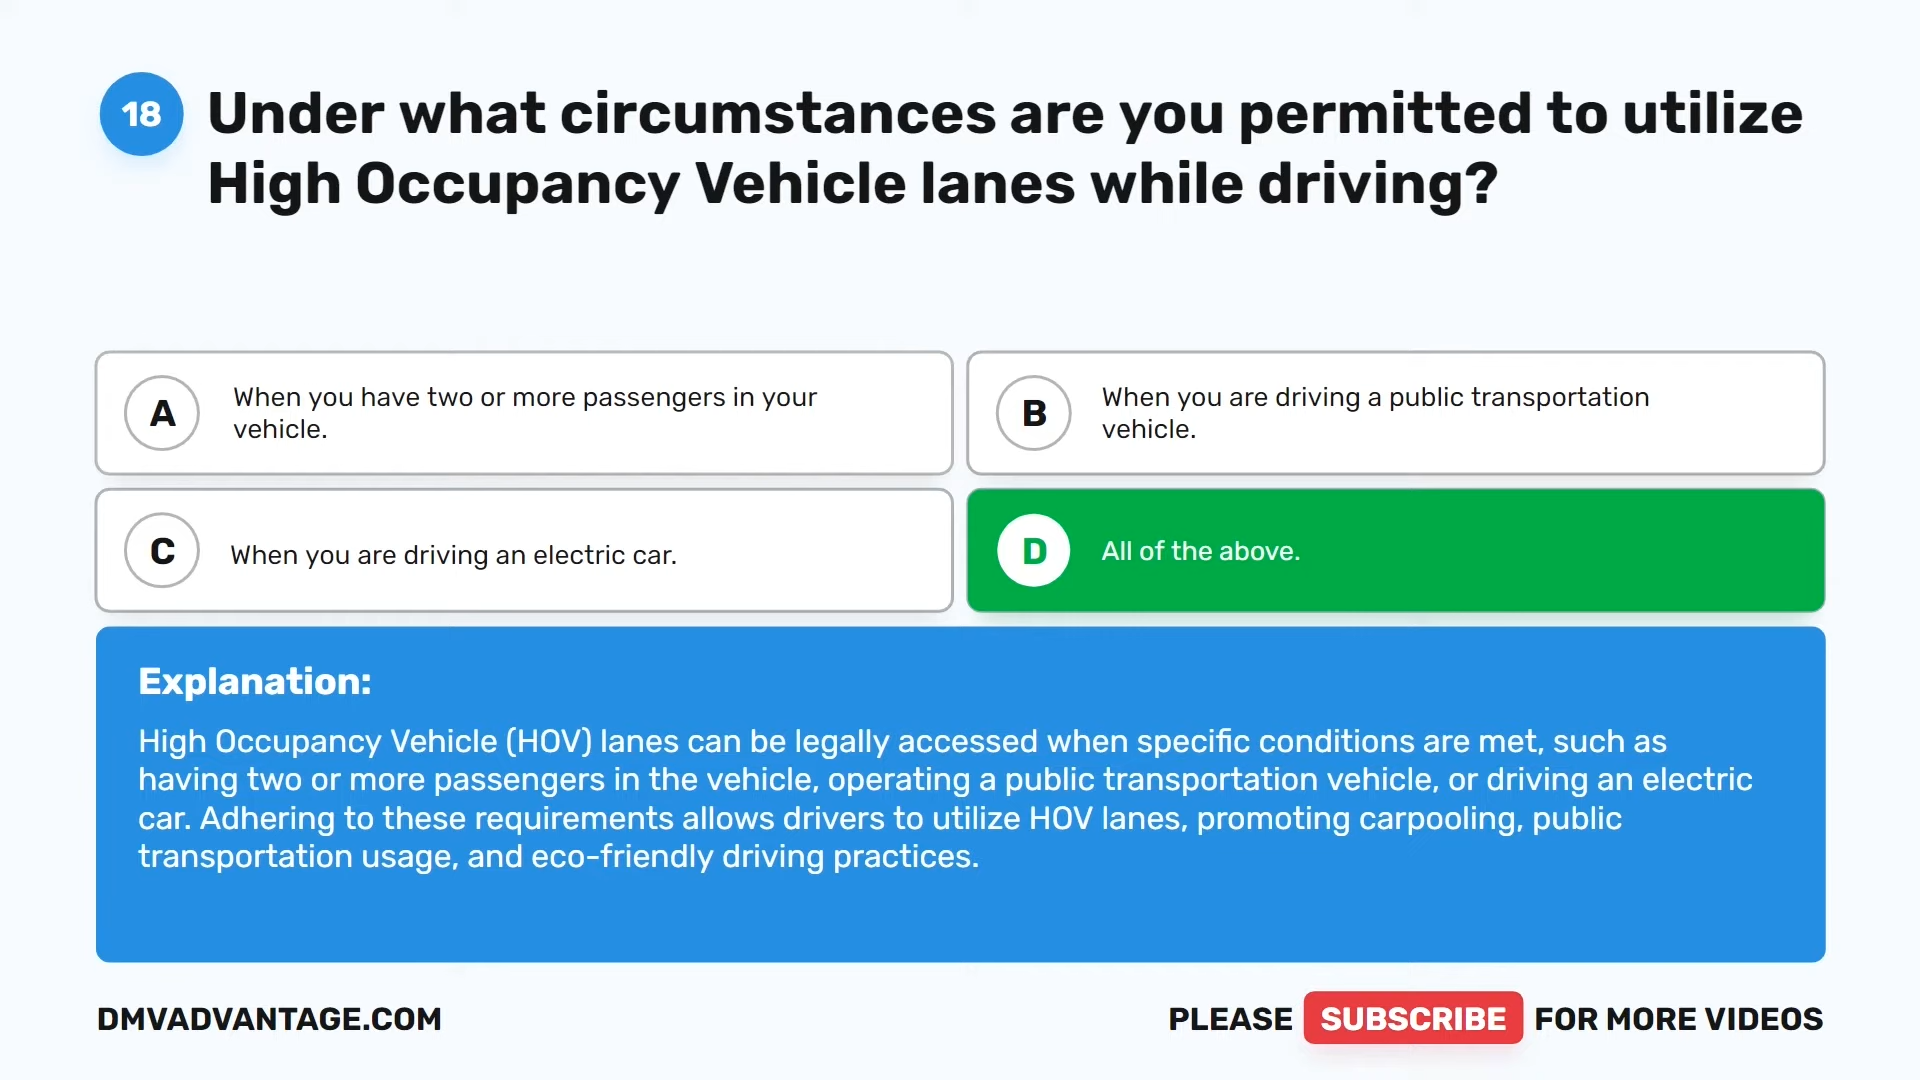 18
Under what circumstances are you permitted to utilize
High Occupancy Vehicle lanes while driving?
A
When you have two or more passengers in your
vehicle.
B
When you are driving a public transportation
vehicle.
C
When you are driving an electric car.
D
All of the above.
Explanation:
High Occupancy Vehicle (HOV) lanes can be legally accessed when specific conditions are met, such as
having two or more passengers in the vehicle, operating a public transportation vehicle, or driving an electric
car. Adhering to these requirements allows drivers to utilize HOV lanes, promoting carpooling, public
transportation usage, and eco-friendly driving practices.
DMVADVANTAGE.COM
PLEASE SUBSCRIBE FOR MORE VIDEOS